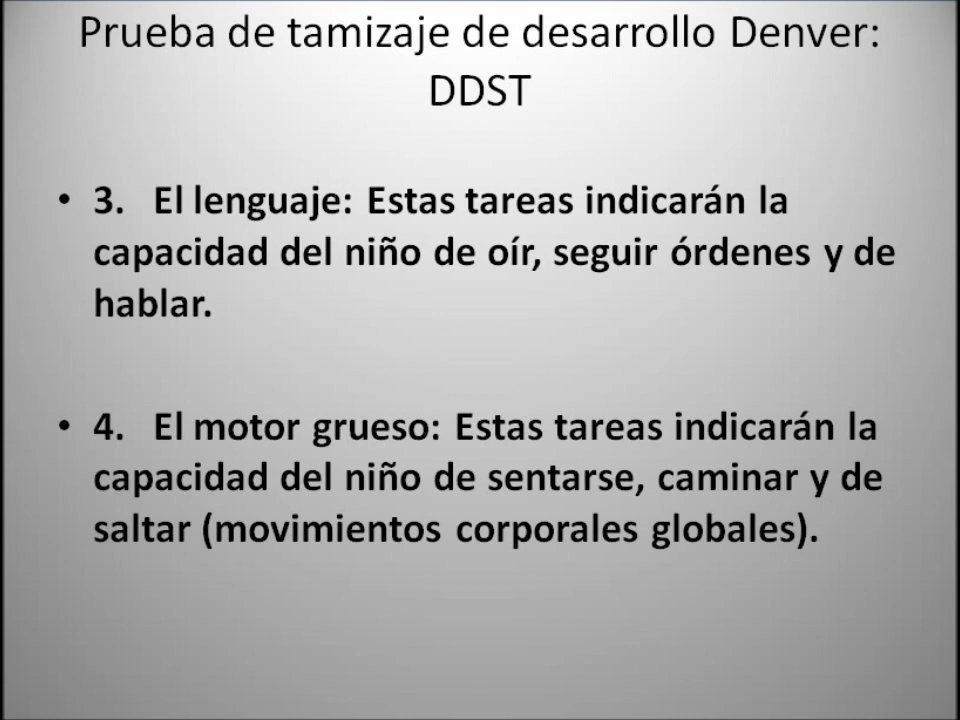 Prueba de tamizaje de desarrollo Denver:
DDST
• 3. El lenguaje: Estas tareas indicarán la
capacidad del niño de oír, seguir órdenes y de
hablar.
• 4. El motor grueso: Estas tareas indicarán la
capacidad del niño de sentarse, caminar y de
saltar (movimientos corporales globales).